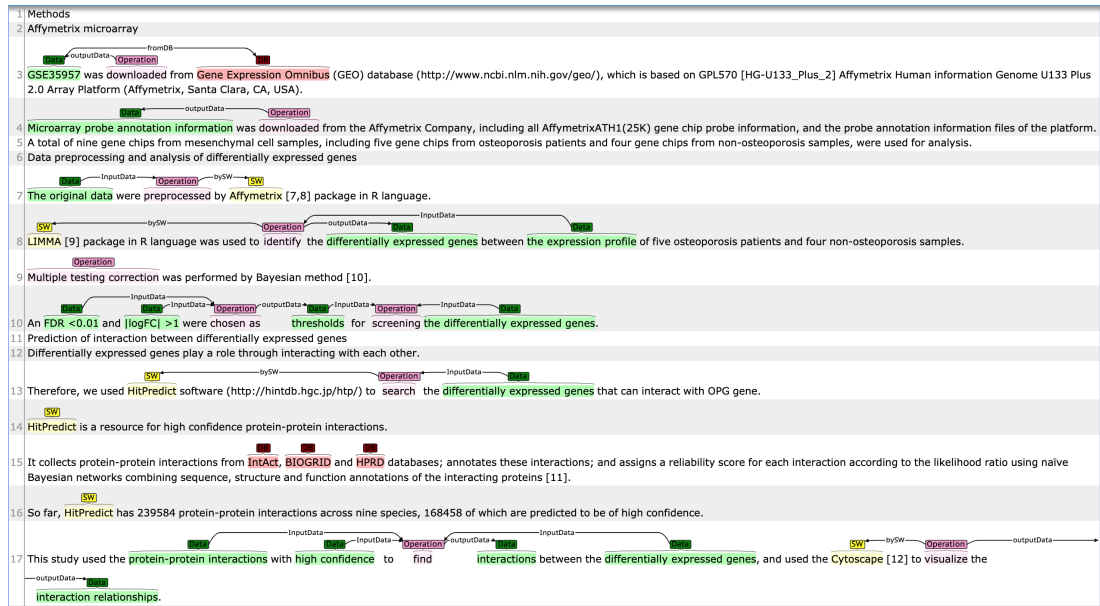 1 Methods
2 Affymetrix microarray
fromDB
Data outputData Operation DB
3 GSE35957 was downloaded from Gene Expression Omnibus (GEO) database (http://www.ncbi.nlm.nih.gov/geo/), which is based on GPL570 [HG-U133_Plus_2] Affymetrix Human information Genome U133 Plus
2.0 Array Platform (Affymetrix, Santa Clara, CA, USA).
Data outputData Operation
4 Microarray probe annotation information was downloaded from the Affymetrix Company, including all AffymetrixATH1(25K) gene chip probe information, and the probe annotation information files of the platform.
5 A total of nine gene chips from mesenchymal cell samples, including five gene chips from osteoporosis patients and four gene chips from non-osteoporosis samples, were used for analysis.
6 Data preprocessing and analysis of differentially expressed genes
Data InputData Operation bySW SW
7 The original data were preprocessed by Affymetrix [7,8] package in R language.
InputData
SW bySW Operation outputData Data Data
8 LIMMA [9] package in R language was used to identify the differentially expressed genes between the expression profile of five osteoporosis patients and four non-osteoporosis samples.
Operation
9 Multiple testing correction was performed by Bayesian method [10].
InputData
Data Data InputData Operation outputData Data InputData Operation InputData Data
10 An FDR <0.01 and |logFC| >1 were chosen as thresholds for screening the differentially expressed genes.
11 Prediction of interaction between differentially expressed genes
12 Differentially expressed genes play a role through interacting with each other.
SW bySW Operation InputData Data
13 Therefore, we used HitPredict software (http://hintdb.hgc.jp/htp/) to search the differentially expressed genes that can interact with OPG gene.
SW
14 HitPredict is a resource for high confidence protein-protein interactions.
DB DB DB
15 It collects protein-protein interactions from IntAct, BIOGRID and HPRD databases; annotates these interactions; and assigns a reliability score for each interaction according to the likelihood ratio using naïve
Bayesian networks combining sequence, structure and function annotations of the interacting proteins [11].
SW
16 So far, HitPredict has 239584 protein-protein interactions across nine species, 168458 of which are predicted to be of high confidence.
InputData InputData
Data Data InputData Operation outputData Data Data SW bySW Operation outputData
17 This study used the protein-protein interactions with high confidence to find interactions between the differentially expressed genes, and used the Cytoscape [12] to visualize the
outputData Data
interaction relationships.